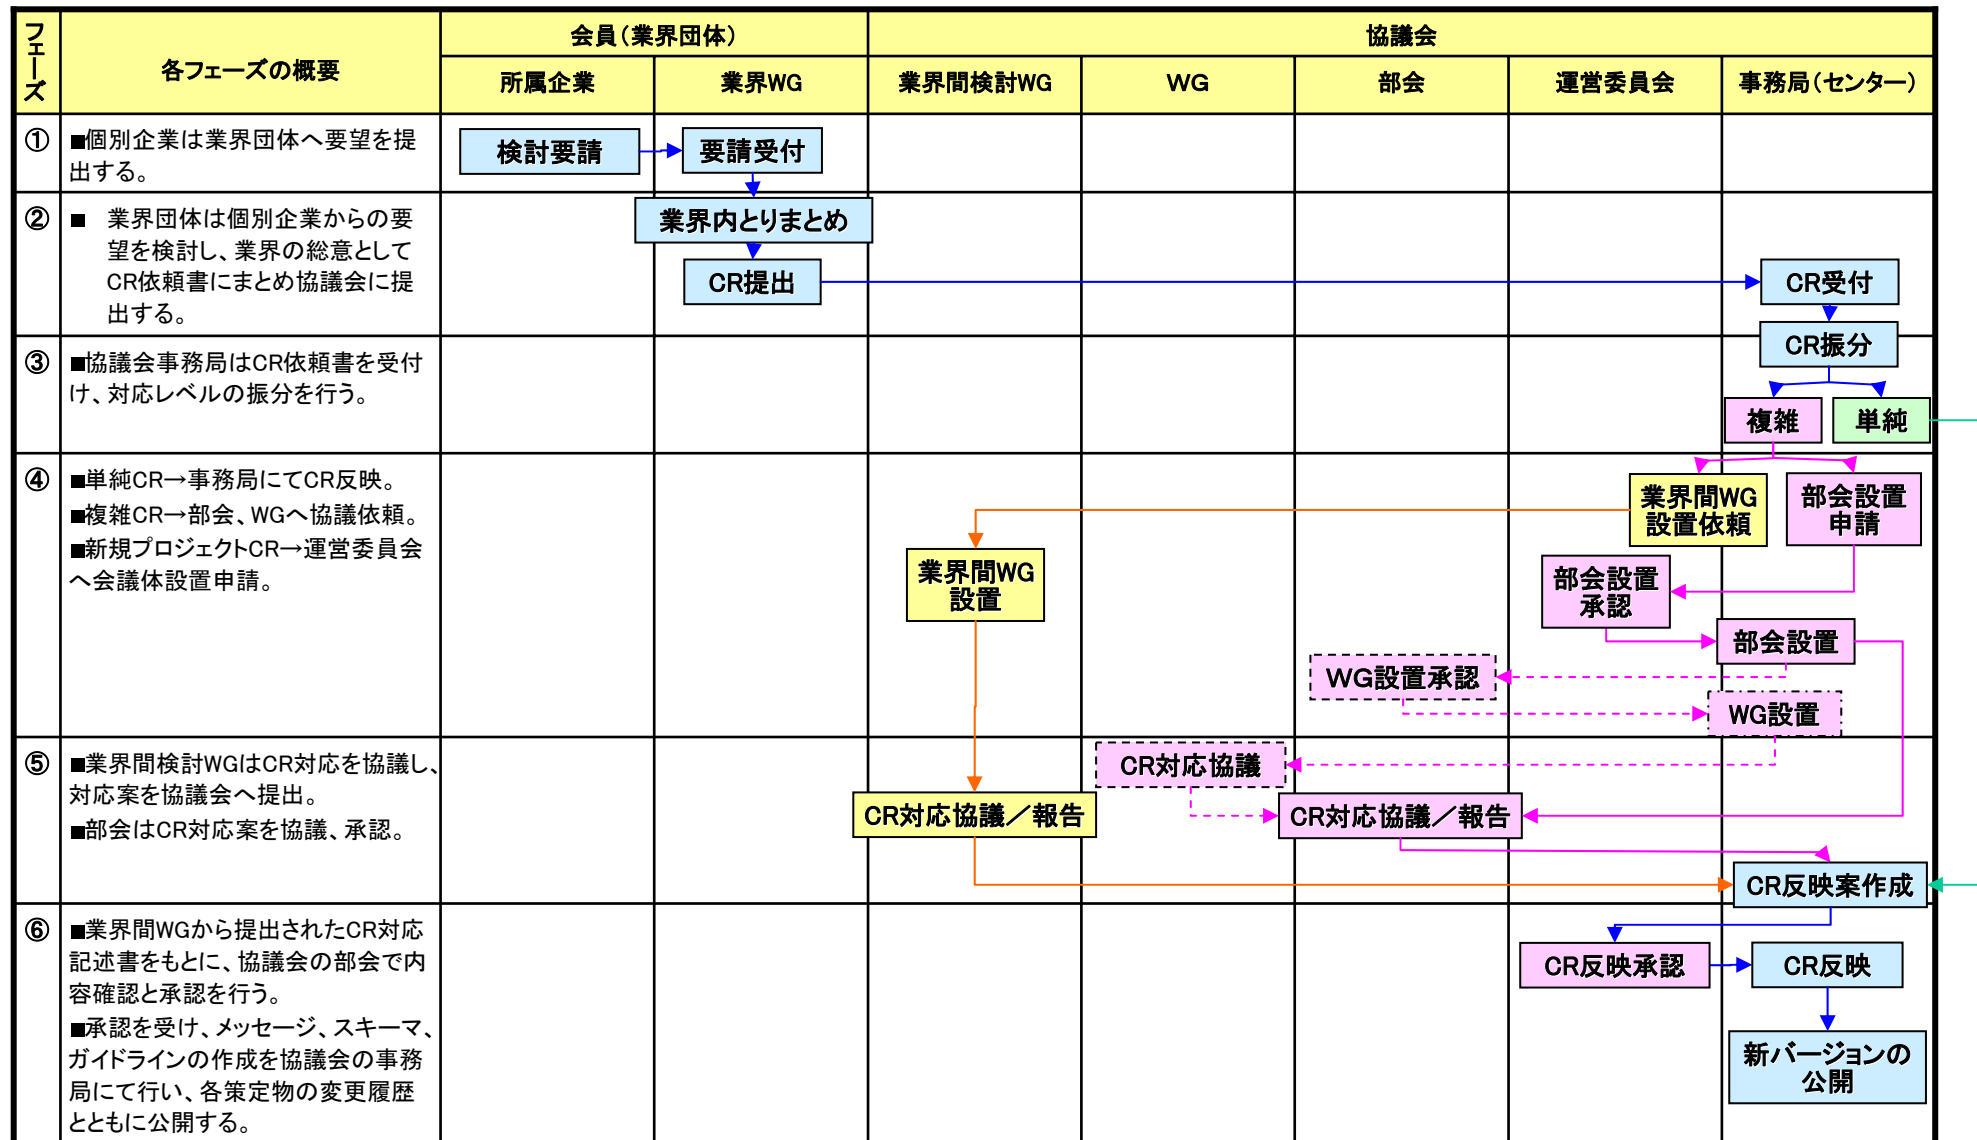 フェーズ
各フェーズの概要
会員（業界団体）
協議会
所属企業
業界WG
業界間検討WG
WG
部会
運営委員会
事務局（センター）
①
■個別企業は業界団体へ要望を提
出する。
検討要請
要請受付
②
■ 業界団体は個別企業からの要
望を検討し、業界の総意として
CR依頼書にまとめ協議会に提
出する。
業界内とりまとめ
CR提出
CR受付
③
■協議会事務局はCR依頼書を受付
け、対応レベルの振分を行う。
CR振分
複雑
単純
④
■単純CR→事務局にてCR反映。
■複雑CR→部会、WGへ協議依頼。
■新規プロジェクトCR→運営委員会
へ会議体設置申請。
業界間WG
設置依頼
部会設置
申請
業界間WG
設置
部会設置
承認
部会設置
WG設置承認
WG設置
⑤
■業界間検討WGはCR対応を協議し、
対応案を協議会へ提出。
■部会はCR対応案を協議、承認。
CR対応協議
CR対応協議／報告
CR対応協議／報告
CR反映案作成
⑥
■業界間WGから提出されたCR対応
記述書をもとに、協議会の部会で内
容確認と承認を行う。
■承認を受け、メッセージ、スキーマ、
ガイドラインの作成を協議会の事務
局にて行い、各策定物の変更履歴
とともに公開する。
CR反映承認
CR反映
新バージョンの
公開